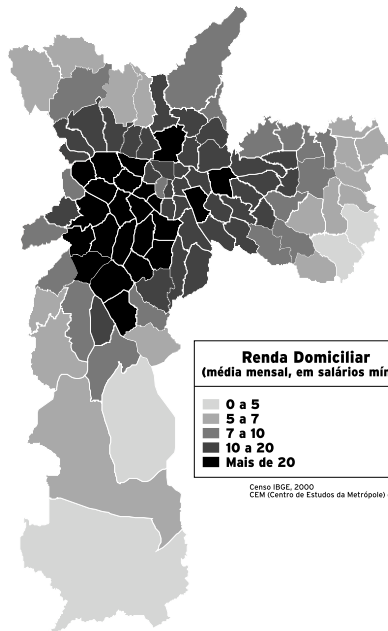 Renda Domiciliar
(média mensal, em salários mín
0 a 5
5 a 7
7 a 10
10 a 20
Mais de 20
Censo IBGE, 2000
CEM (Centro de Estudos da Metrópole)